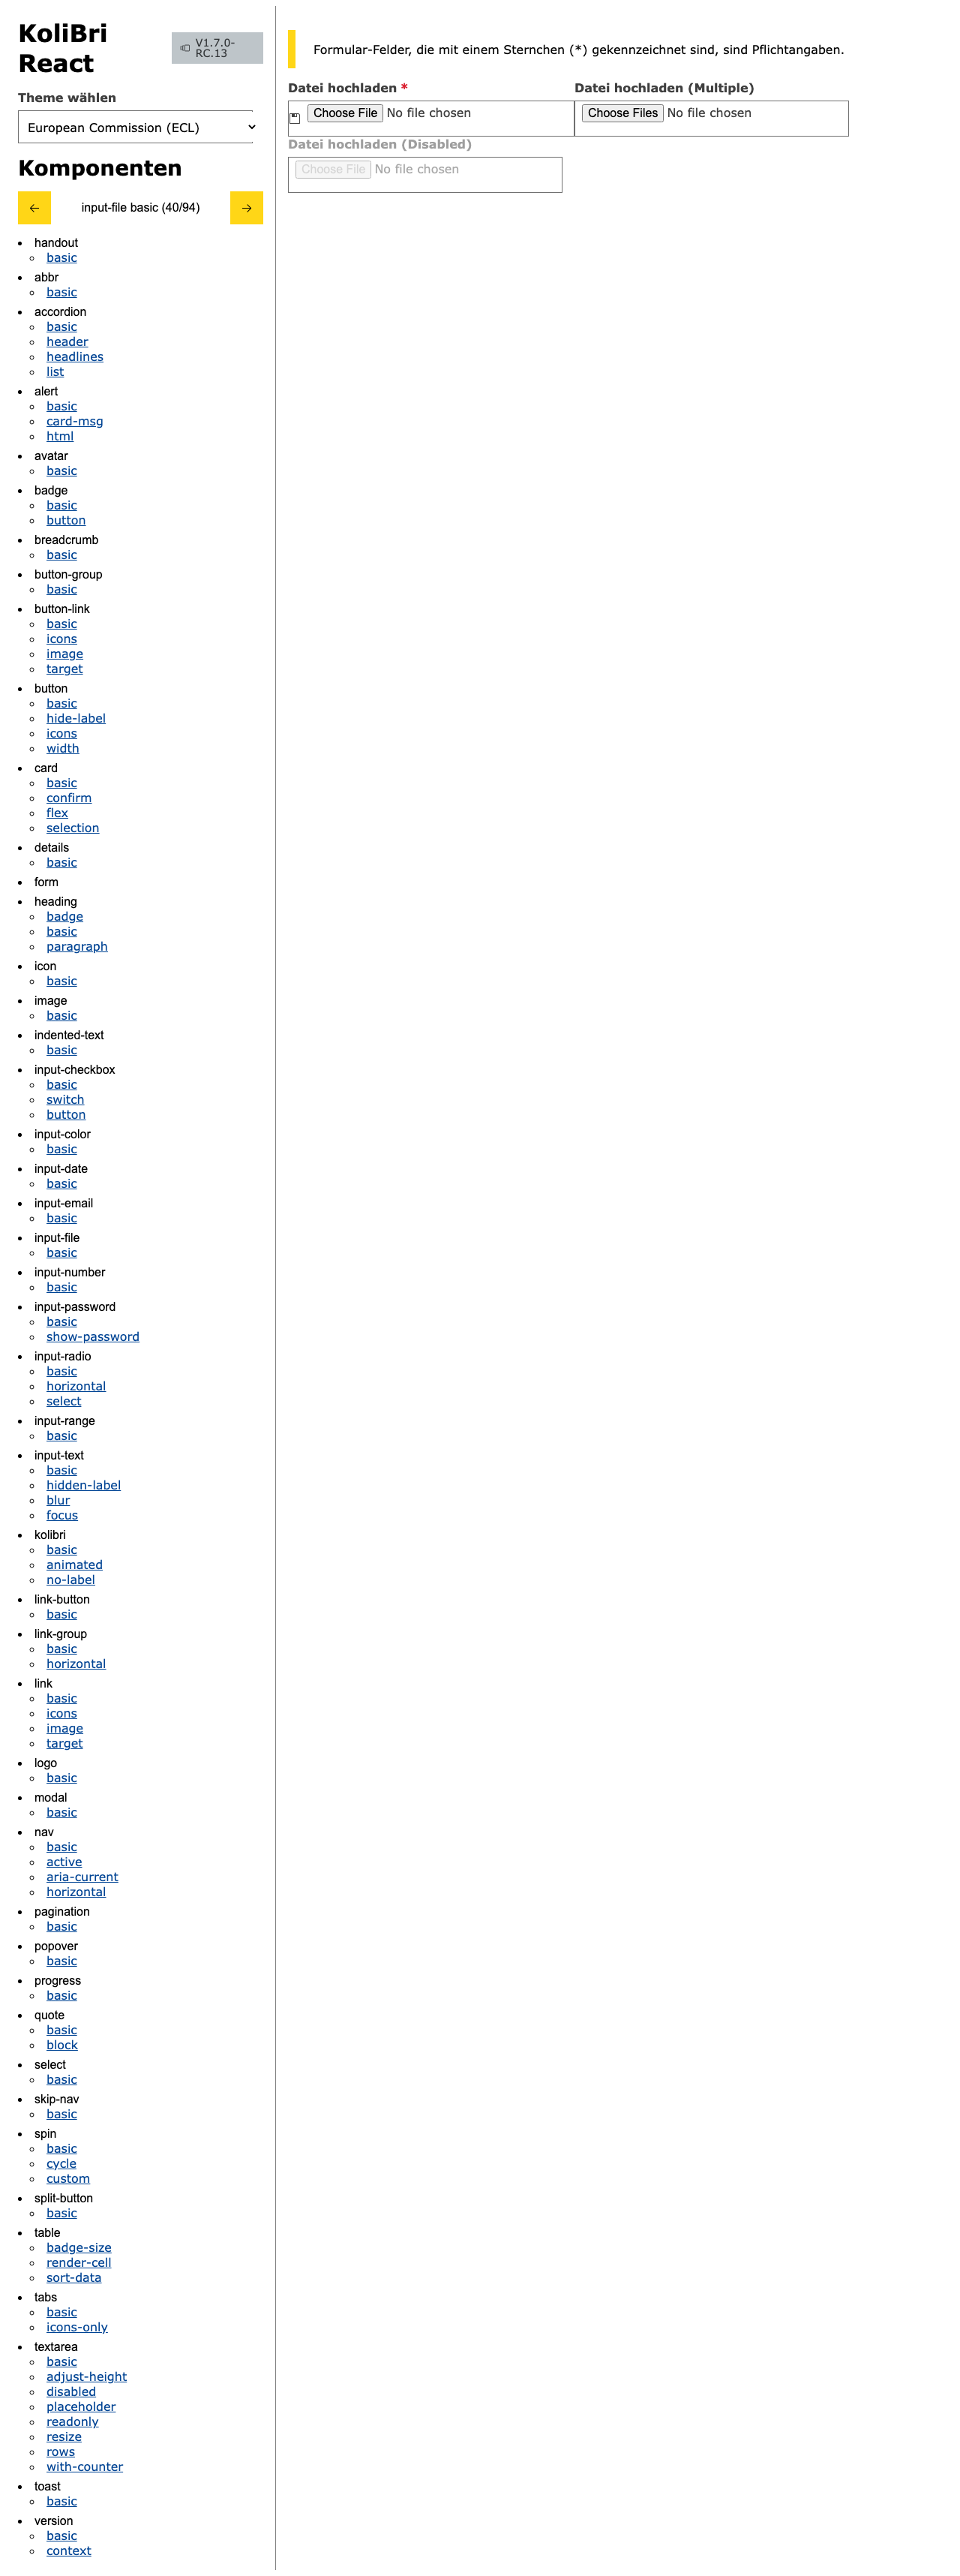 KoliBri
React
V1.7.0-
RC.13
Theme wählen
European Commission (ECL)
Komponenten
input-file basic (40/94)
handout
basic
abbr
basic
accordion
basic
header
headlines
list
alert
basic
card-msg
html
avatar
basic
badge
basic
button
breadcrumb
basic
button-group
basic
button-link
basic
icons
image
target
button
basic
hide-label
icons
width
card
basic
confirm
flex
selection
details
basic
form
heading
badge
basic
paragraph
icon
basic
image
basic
indented-text
basic
input-checkbox
basic
switch
button
input-color
basic
input-date
basic
input-email
basic
input-file
basic
input-number
basic
input-password
basic
show-password
input-radio
basic
horizontal
select
input-range
basic
input-text
basic
hidden-label
blur
focus
kolibri
basic
animated
no-label
link-button
basic
link-group
basic
horizontal
link
basic
icons
image
target
logo
basic
modal
basic
nav
basic
active
aria-current
horizontal
pagination
basic
popover
basic
progress
basic
quote
basic
block
select
basic
skip-nav
basic
spin
basic
cycle
custom
split-button
basic
table
badge-size
render-cell
sort-data
tabs
basic
icons-only
textarea
basic
adjust-height
disabled
placeholder
readonly
resize
rows
with-counter
toast
basic
version
basic
context
Formular-Felder, die mit einem Sternchen (*) gekennzeichnet sind, sind Pflichtangaben.
Datei hochladen *
Choose File No file chosen
Datei hochladen (Multiple)
Choose Files No file chosen
Datei hochladen (Disabled)
Choose File No file chosen